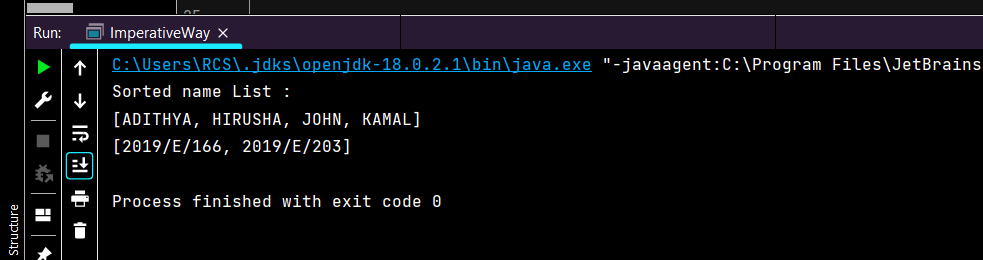 Run: ImperativeWay
C:\Users\RCS\.jdks\openjdk-18.0.2.1\bin\java.exe "-javaagent:C:\Program Files\JetBrains
Sorted name List :
[ADITHYA, HIRUSHA, JOHN, KAMAL]
[2019/E/166, 2019/E/203]
Process finished with exit code 0
Structure